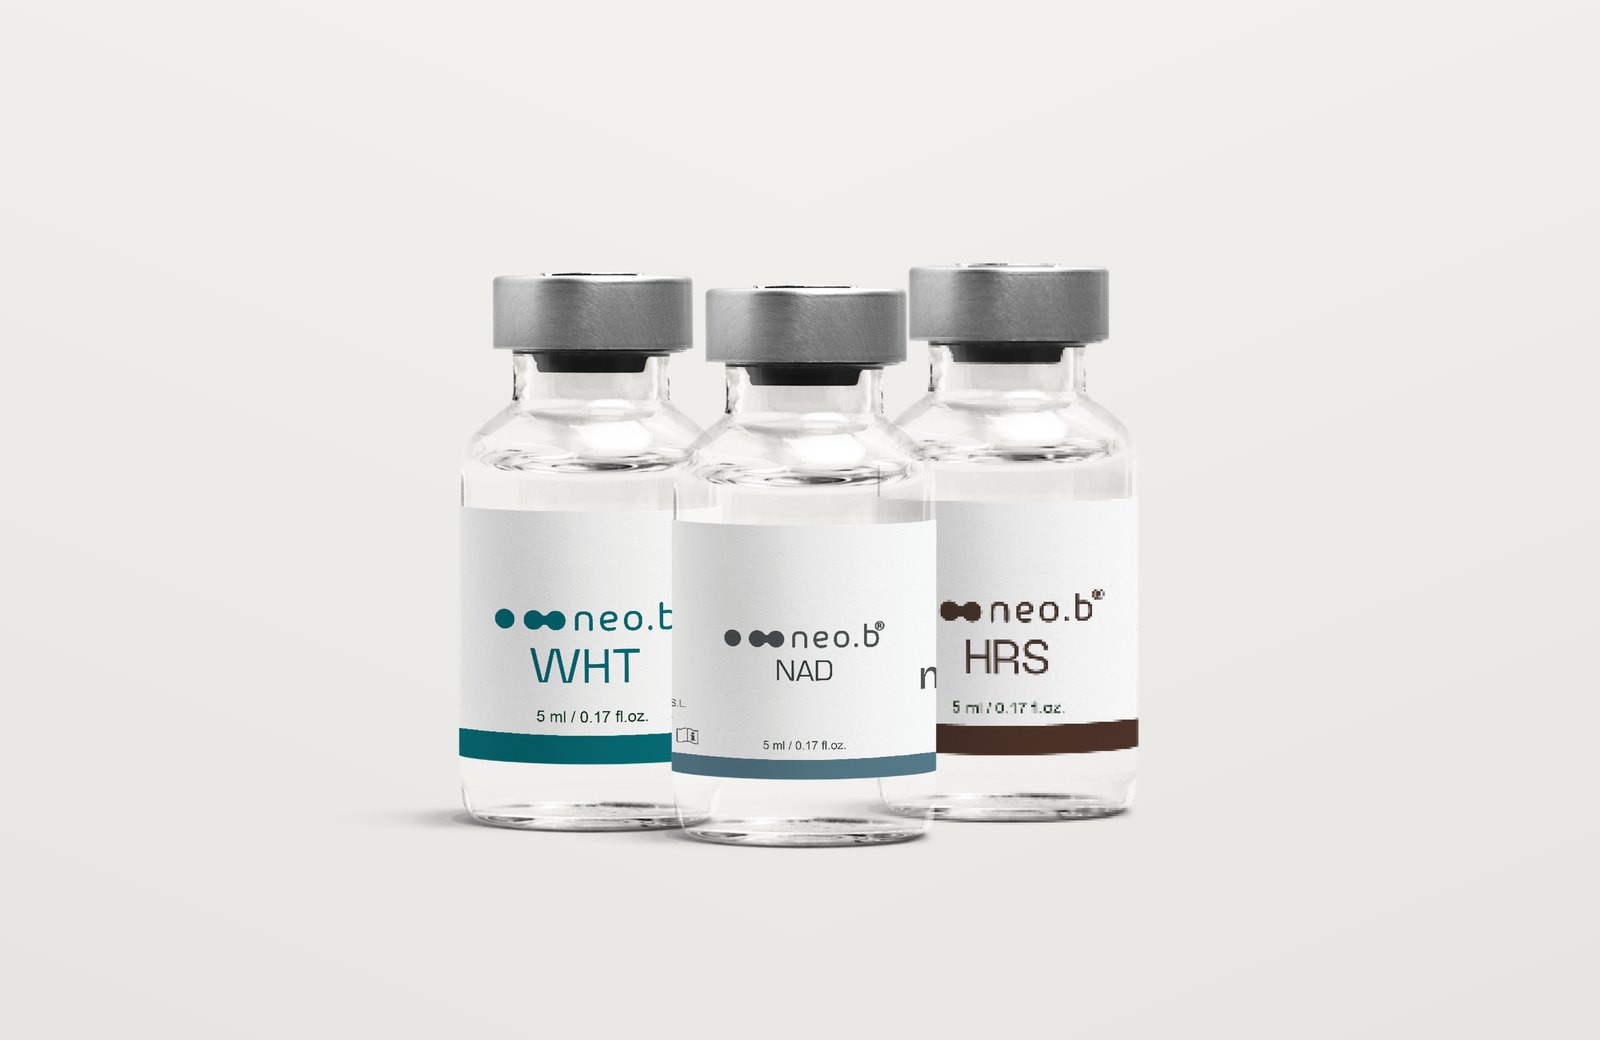 neo.b
WHT
5 ml / 0.17 fl.oz.
S.L.
neo.b®
NAD
5 ml / 0.17 fl.oz.
n
neo.b®
HRS
5 ml / 0.17 fl.oz.